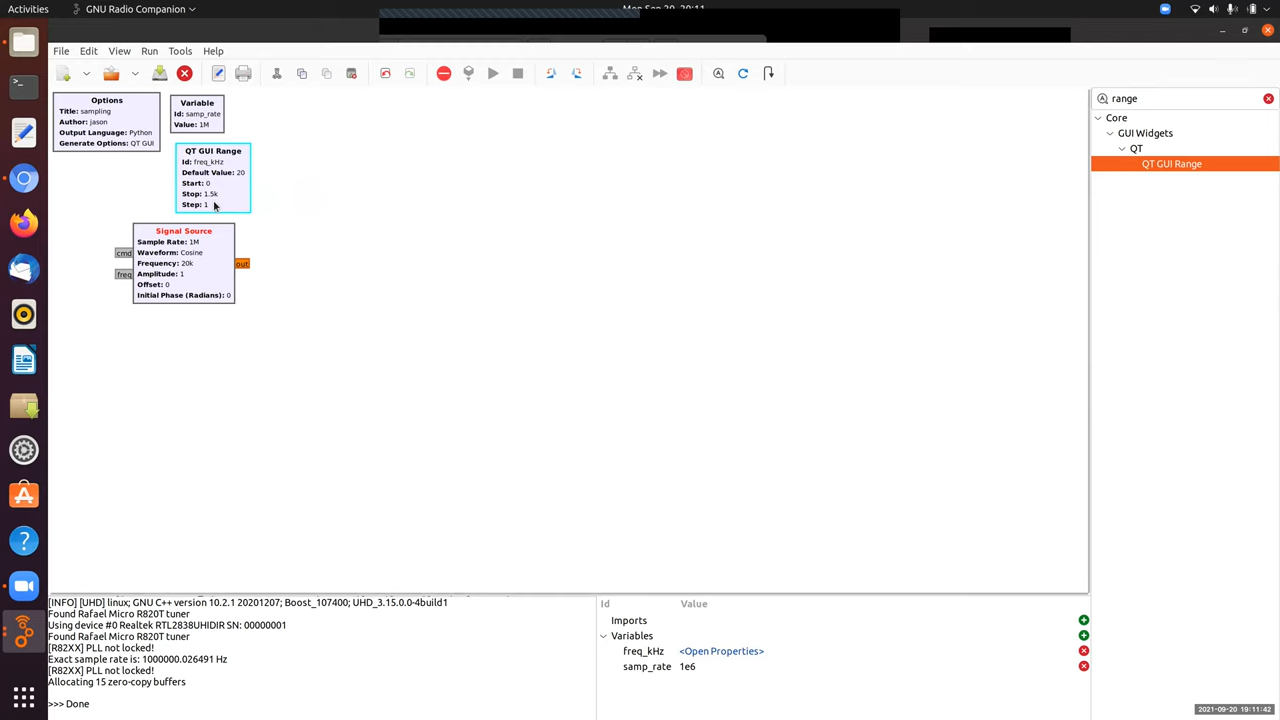 Activities
GNU Radio Companion
Mon Sep 20, 20:11
File Edit View Run Tools Help
Options
Title: sampling
Author: jason
Output Language: Python
Generate Options: QT GUI
Variable
Id: samp_rate
Value: 1M
QT GUI Range
Id: freq_kHz
Default Value: 20
Start: 0
Stop: 1.5k
Step: 1
Signal Source
Sample Rate: 1M
Waveform: Cosine
Frequency: 20k
Amplitude: 1
Offset: 0
Initial Phase (Radians): 0
cmd
freq
out
range
Core
GUI Widgets
QT
QT GUI Range
[INFO] [UHD] linux; GNU C++ version 10.2.1 20201207; Boost_107400; UHD_3.15.0.0-4build1
Found Rafael Micro R820T tuner
Using device #0 Realtek RTL2838UHIDIR SN: 00000001
Found Rafael Micro R820T tuner
[R82XX] PLL not locked!
Exact sample rate is: 1000000.026491 Hz
[R82XX] PLL not locked!
Allocating 15 zero-copy buffers
>>> Done
Id Value
Imports
Variables
freq_kHz <Open Properties>
samp_rate 1e6
2021-09-20 19:11:42